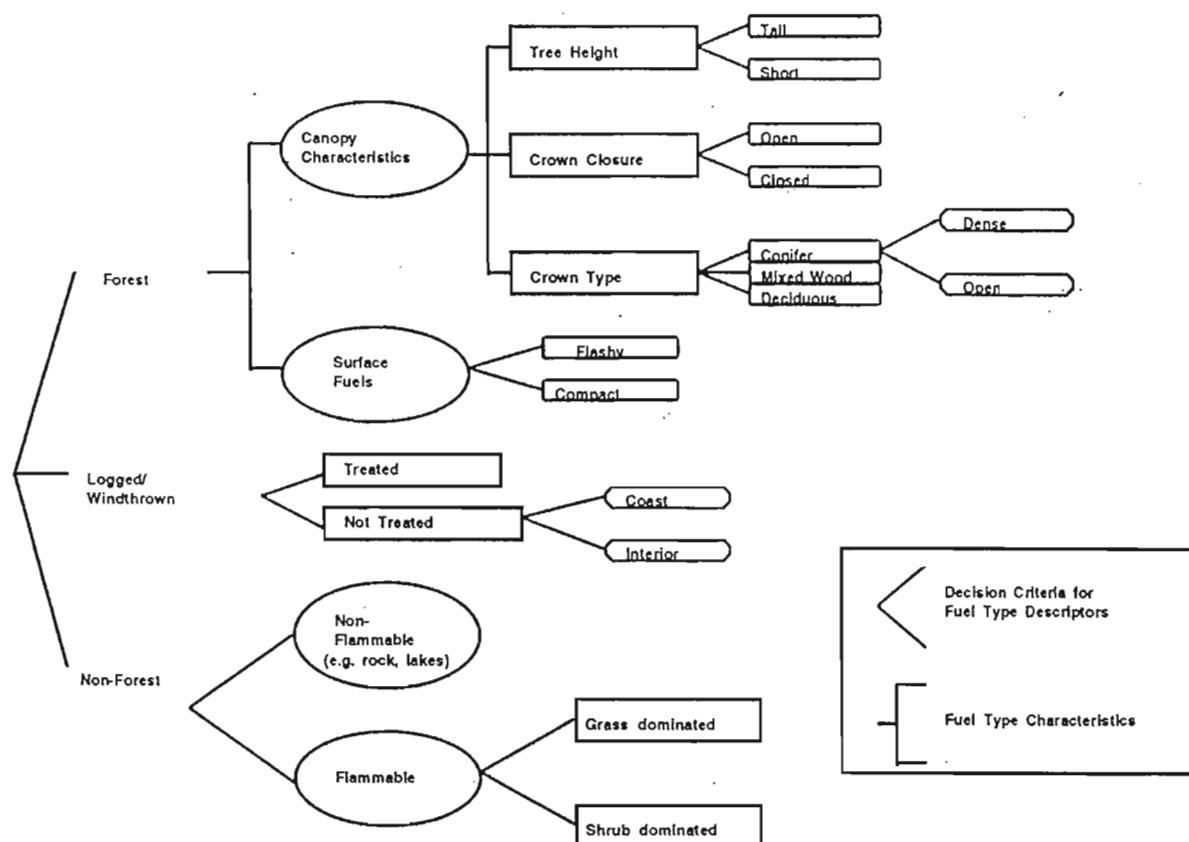 Tree Height
Tall
Short
Canopy
Characteristics
Crown Closure
Open
Closed
Crown Type
Conifer
Mixed Wood
Deciduous
Dense
Open
Forest
Surface
Fuels
Flashy
Compact
Logged/
Windthrown
Treated
Not Treated
Coast
Interior
Non-Forest
Non-
Flammable
(e.g. rock, lakes)
Flammable
Grass dominated
Shrub dominated
Decision Criteria for
Fuel Type Descriptors
Fuel Type Characteristics